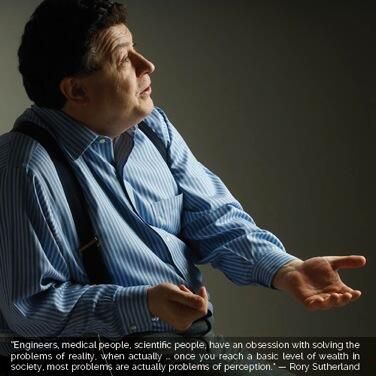 "Engineers, medical people, scientific people, have an obsession with solving the
problems of reality, when actually … once you reach a basic level of wealth in
society, most problems are actually problems of perception." — Rory Sutherland